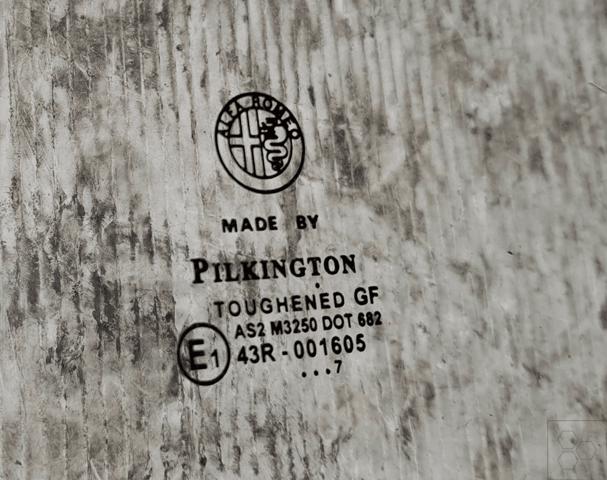 ALFA ROMEO
MADE BY
PILKINGTON
TOUGHENED GF
AS2 M3250 DOT 682
E1 43R - 001605
...7